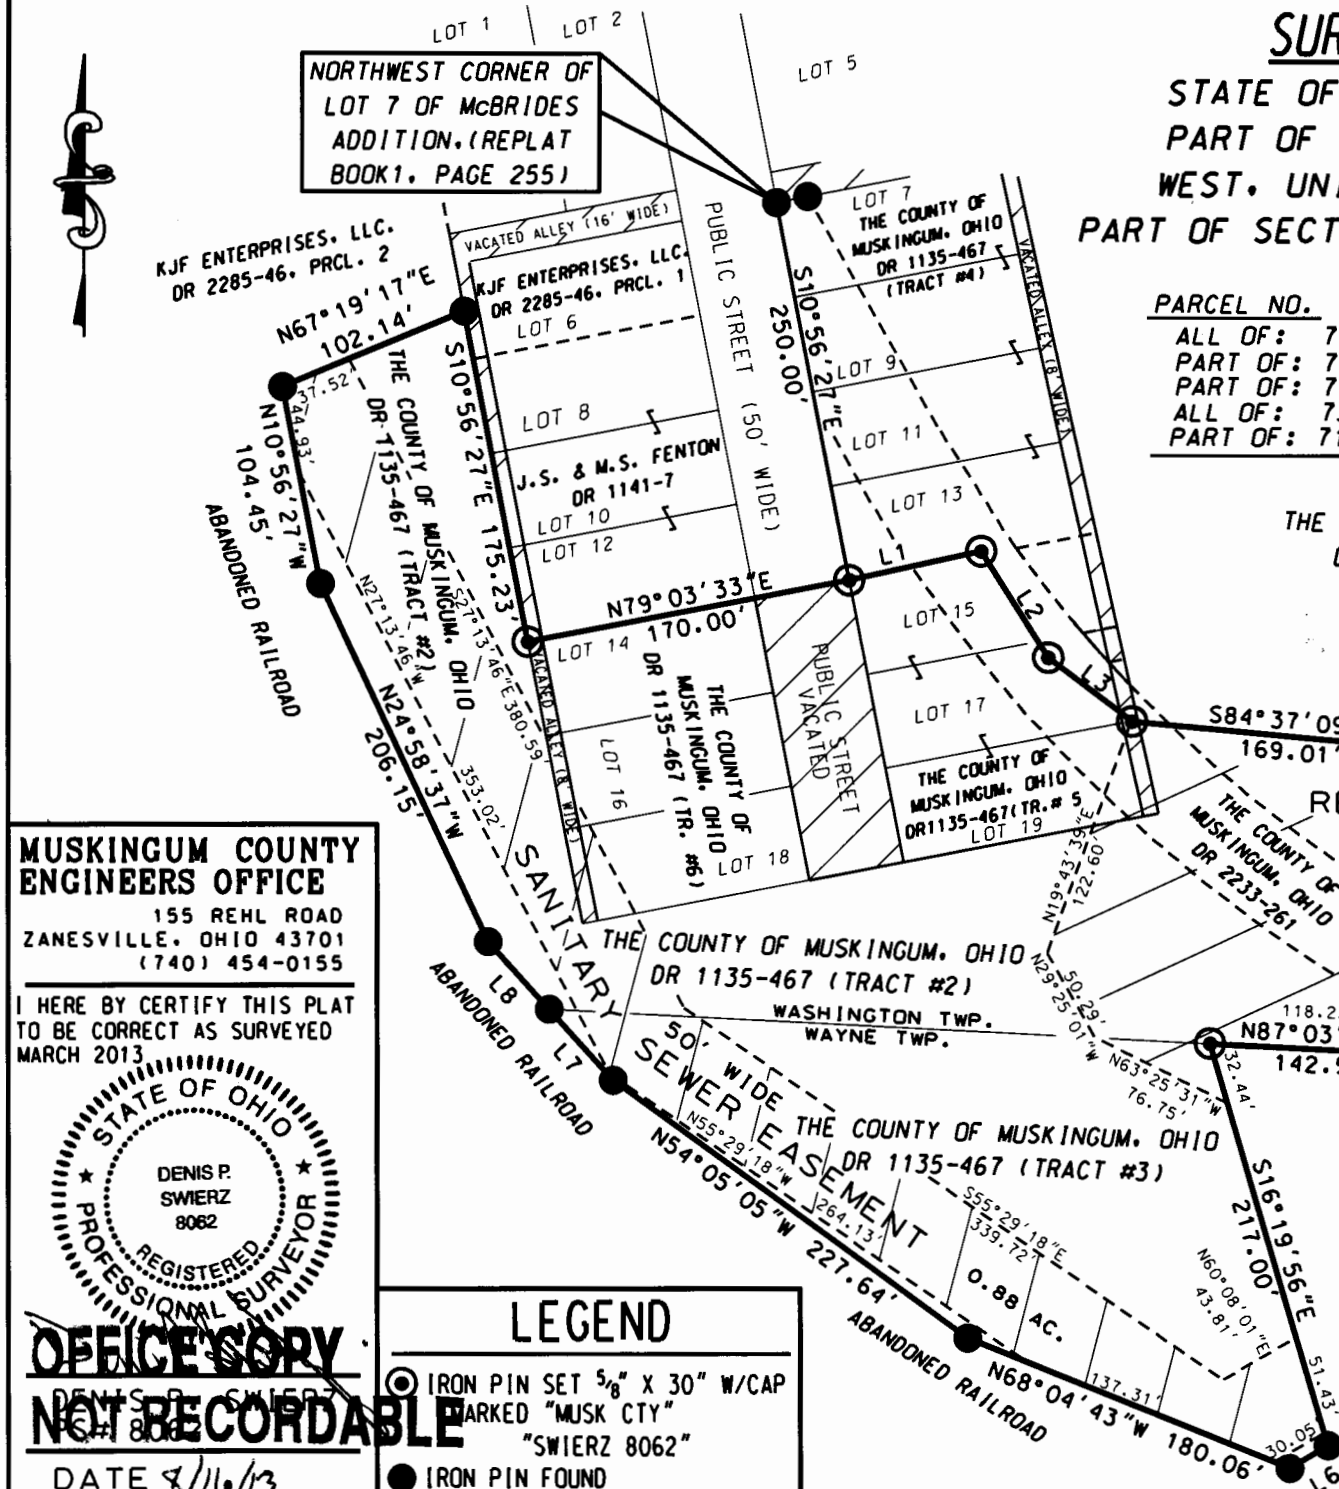 LOT 1
LOT 2
LOT 5
NORTHWEST CORNER OF
LOT 7 OF McBRIDES
ADDITION.(REPLAT
BOOK1. PAGE 255)
STATE OF
PART OF
WEST. UNI
PART OF SECT
PARCEL NO.
ALL OF: 7
PART OF: 7
PART OF: 7
ALL OF: 7
PART OF: 71
THE
KJF ENTERPRISES. LLC.
DR 2285-46. PRCL. 2
VACATED ALLEY (16' WIDE)
KJF ENTERPRISES. LLC.
DR 2285-46. PRCL. 1
LOT 6
PUBLIC STREET (50' WIDE)
LOT 7
THE COUNTY OF
MUSKINGUM. OHIO
DR 1135-467
(TRACT #4)
VACATED ALLEY (8' WIDE)
N67°19'17"E
102.14'
37.52'
44.93'
N10°56'27"W
104.45'
ABANDONED RAILROAD
THE COUNTY OF MUSKINGUM. OHIO
DR 1135-467 (TRACT #2)
S10°56'27"E 175.23'
S10°56'27"E
250.00'
LOT 8
J.S. & M.S. FENTON
DR 1141-7
LOT 10
LOT 12
LOT 9
LOT 11
LOT 13
L1
L2
L3
N79°03'33"E
170.00'
LOT 14
LOT 15
LOT 17
N27°13'46"W
353.02'
S27°13'46"E 380.59
N24°58'37"W
206.15'
VACATED ALLEY (8' WIDE)
LOT 16
THE COUNTY OF
MUSKINGUM. OHIO
DR 1135-467 (TR. #6)
LOT 18
PUBLIC STREET
VACATED
THE COUNTY OF
MUSKINGUM. OHIO
DR1135-467(TR.# 5
LOT 19
S84°37'09
169.01'
THE COUNTY OF
MUSKINGUM. OHIO
DR 2233-261
N19°43'39"E
122.60'
50.29'
N29°25'07"W
N63°25'31"W
76.75'
118.2
N87°03'
142.9
32.44'
MUSKINGUM COUNTY
ENGINEERS OFFICE
155 REHL ROAD
ZANESVILLE. OHIO 43701
(740) 454-0155
I HERE BY CERTIFY THIS PLAT
TO BE CORRECT AS SURVEYED
MARCH 2013
STATE OF OHIO
DENIS P.
SWIERZ
8062
REGISTERED
PROFESSIONAL SURVEYOR
OFFICE COPY
NOT RECORDABLE
DENIS P. SWIERZ
DATE 8/16/13
L8
L7
ABANDONED RAILROAD
THE COUNTY OF MUSKINGUM. OHIO
DR 1135-467 (TRACT #2)
WASHINGTON TWP.
WAYNE TWP.
SANITARY SEWER EASEMENT
50' WIDE
THE COUNTY OF MUSKINGUM. OHIO
DR 1135-467 (TRACT #3)
N55°29'18"W
264.13'
N54°05'05"W 227.64'
S55°29'18"E
339.72'
0.88 AC.
S16°19'56"E
217.00'
N60°08'01"E
43.81'
51.43'
ABANDONED RAILROAD
137.31'
N68°04'43"W 180.06'
30.05'
L6
LEGEND
IRON PIN SET 5/8" X 30" W/CAP
MARKED "MUSK CTY"
"SWIERZ 8062"
IRON PIN FOUND